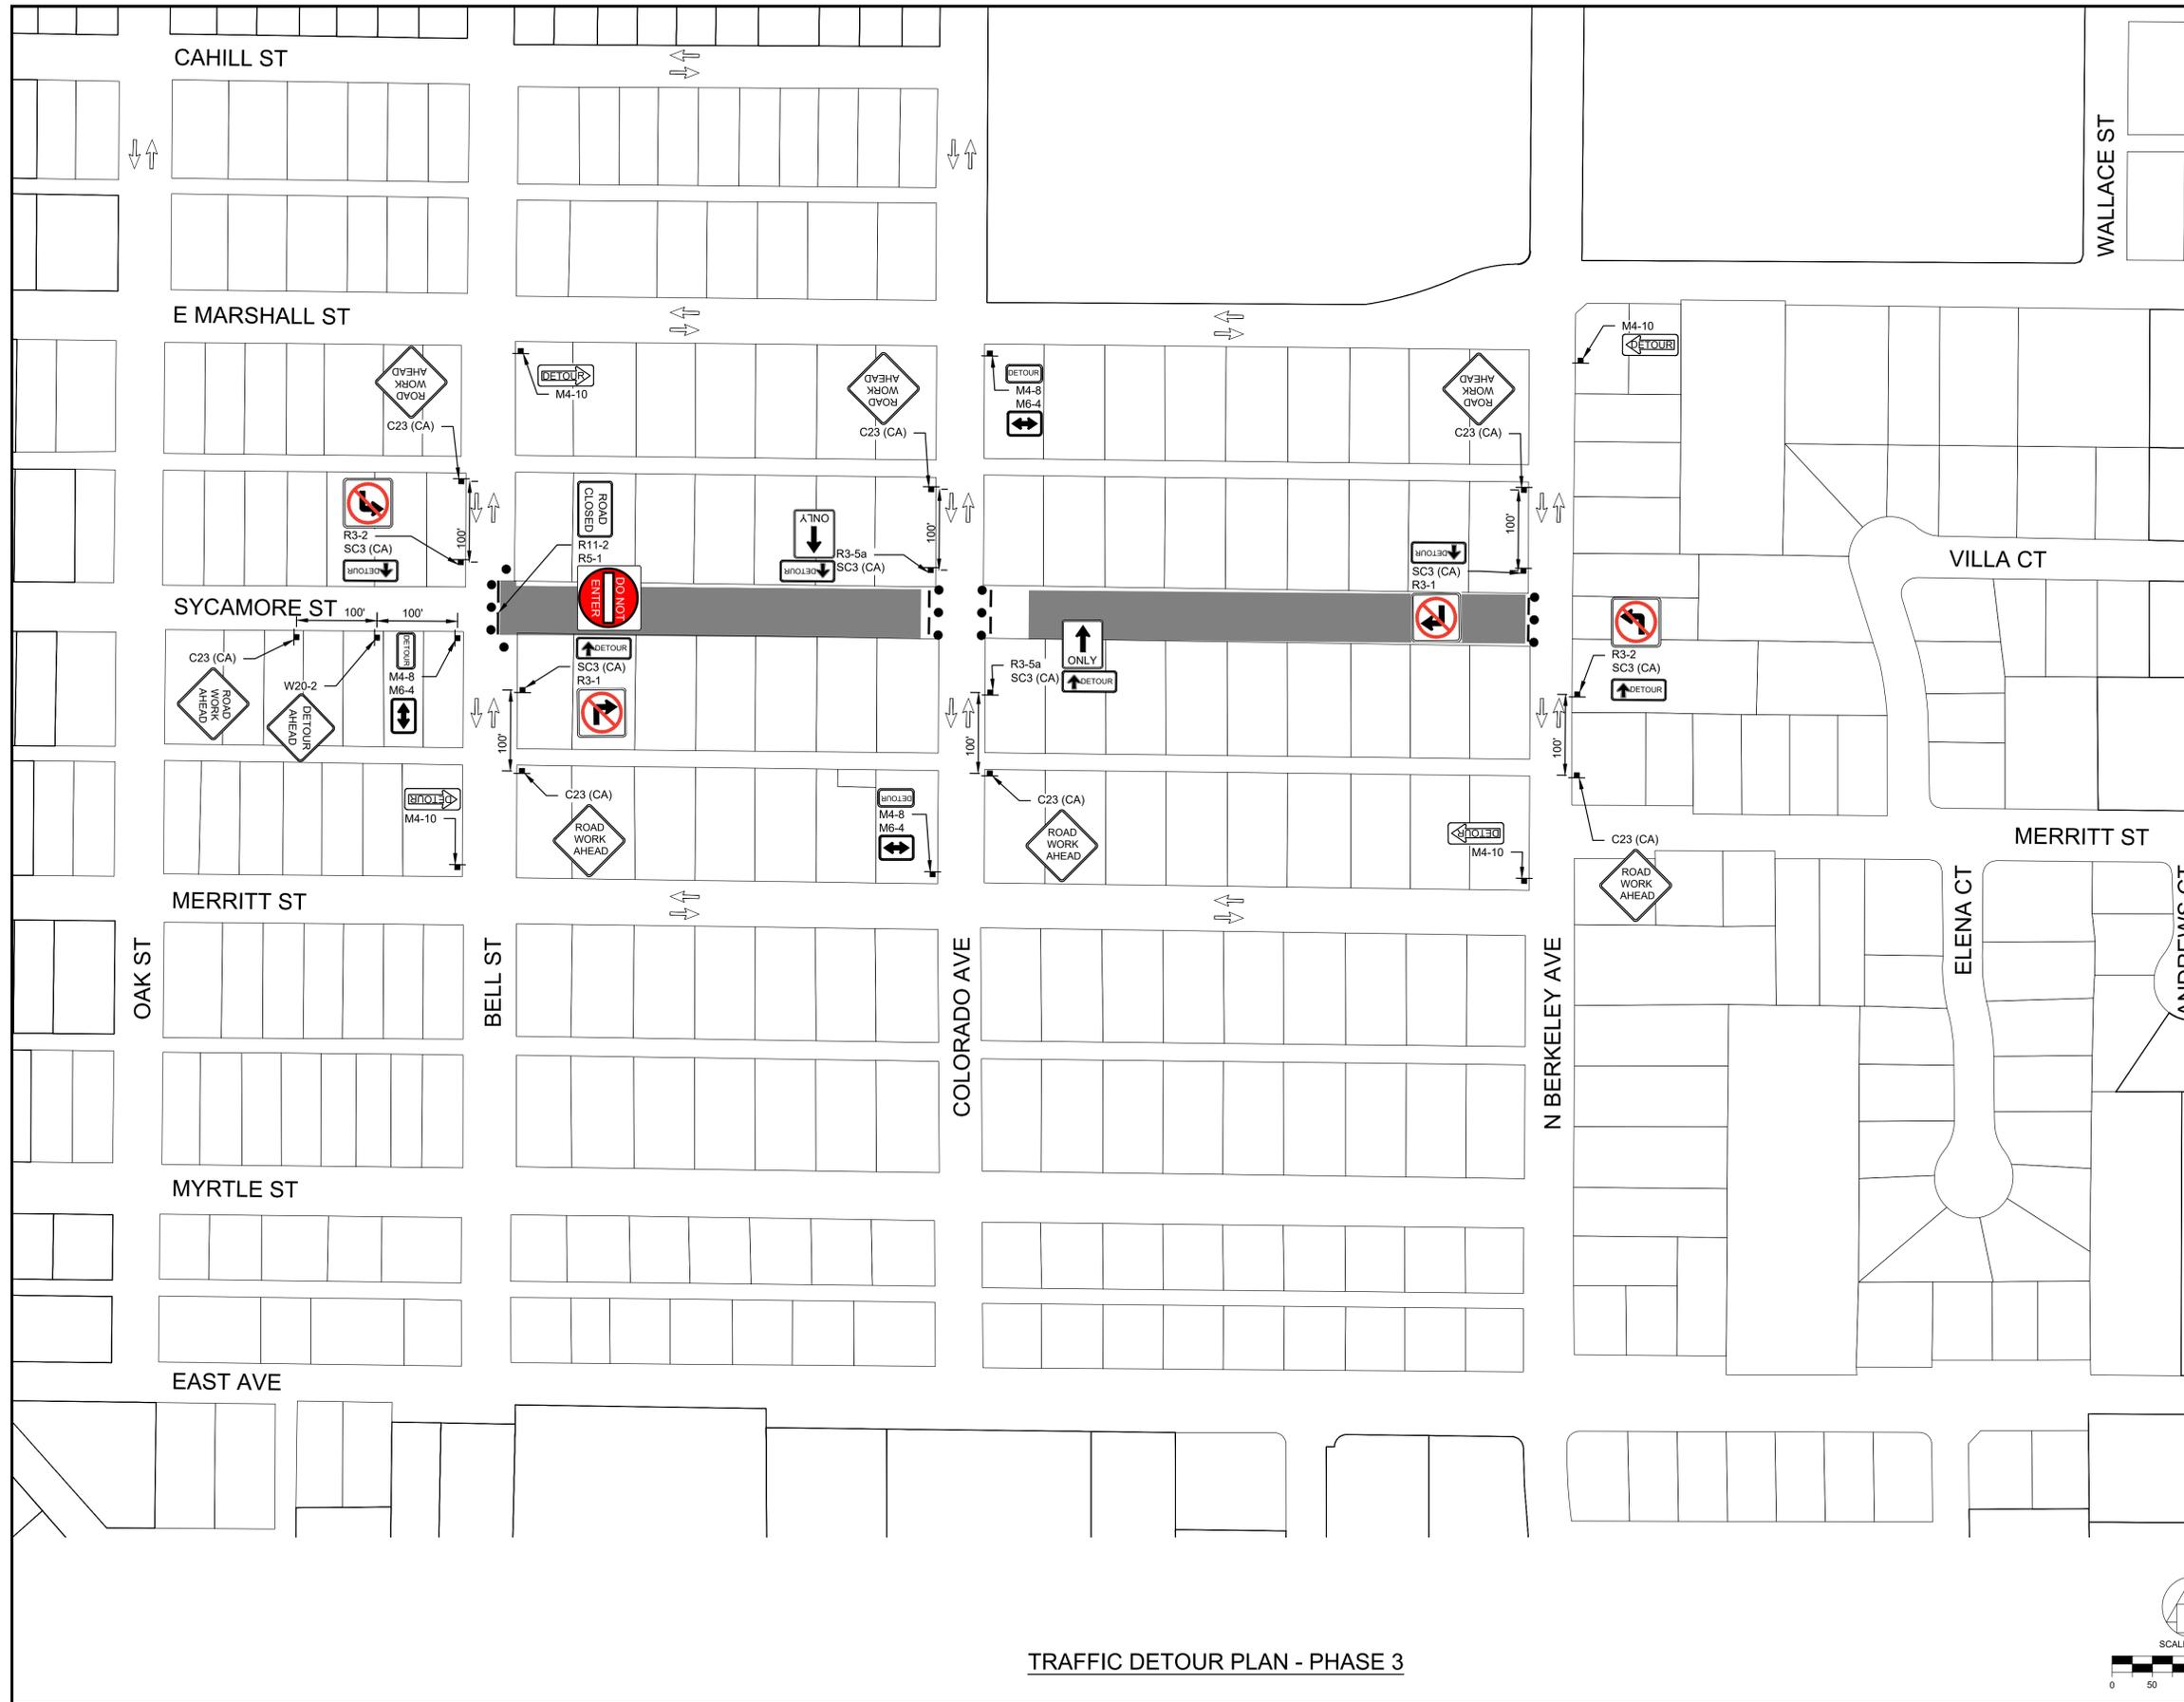 CAHILL ST
WALLACE ST
E MARSHALL ST
M4-10
DETOUR
ROAD
WORK
AHEAD
C23 (CA)
DETOUR
M4-10
ROAD
WORK
AHEAD
C23 (CA)
DETOUR
M4-8
M6-4
ROAD
WORK
AHEAD
C23 (CA)
R3-2
SC3 (CA)
DETOUR
100'
ROAD
CLOSED
R11-2
R5-1
DO NOT
ENTER
ONLY
R3-5a
SC3 (CA)
DETOUR
100'
DETOUR
SC3 (CA)
R3-1
100'
VILLA CT
SYCAMORE ST
100'
100'
C23 (CA)
ROAD
WORK
AHEAD
W20-2
DETOUR
AHEAD
DETOUR
M4-8
M6-4
DETOUR
SC3 (CA)
R3-1
100'
R3-5a
SC3 (CA)
ONLY
DETOUR
100'
R3-2
SC3 (CA)
DETOUR
100'
DETOUR
M4-10
C23 (CA)
ROAD
WORK
AHEAD
DETOUR
M4-8
M6-4
C23 (CA)
ROAD
WORK
AHEAD
DETOUR
M4-10
C23 (CA)
ROAD
WORK
AHEAD
MERRITT ST
MERRITT ST
OAK ST
BELL ST
COLORADO AVE
N BERKELEY AVE
ELENA CT
ANDREWS CT
MYRTLE ST
EAST AVE
TRAFFIC DETOUR PLAN - PHASE 3
0 50